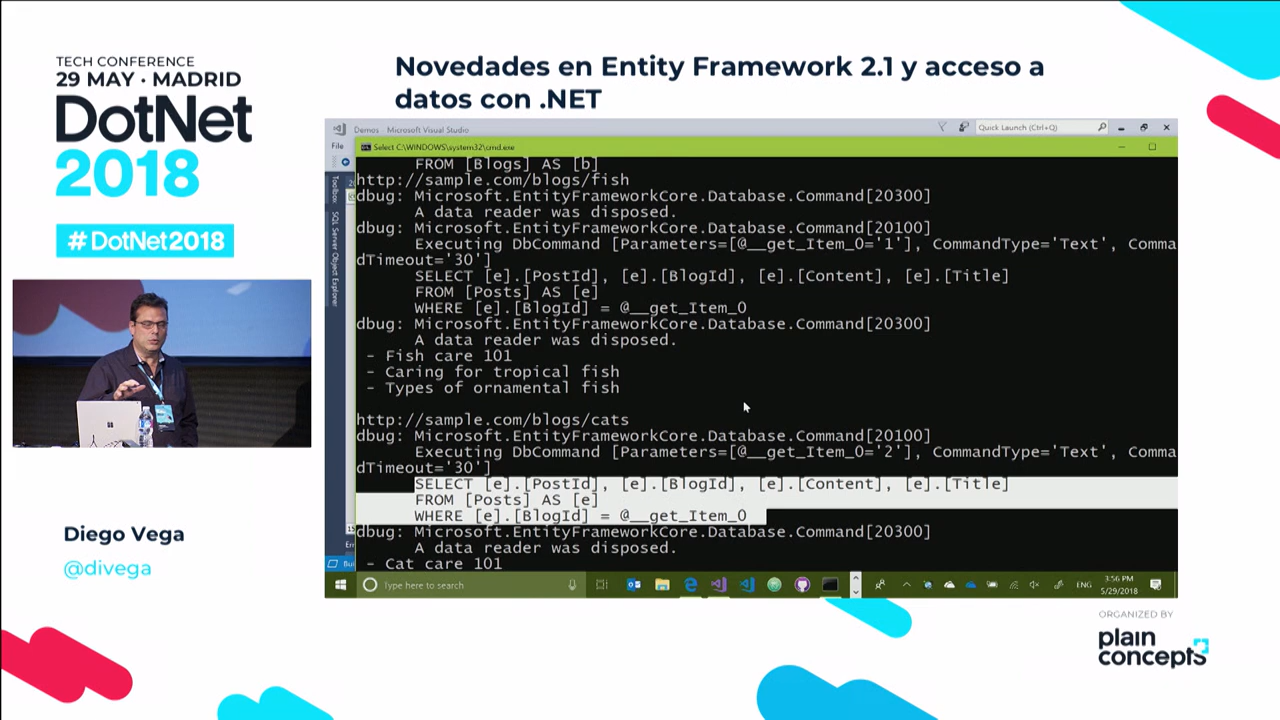 TECH CONFERENCE
29 MAY · MADRID
DotNet
2018
# DotNet2018
Novedades en Entity Framework 2.1 y acceso a
datos con .NET
Demos - Microsoft Visual Studio
Quick Launch (Ctrl+Q)
File
Select C:\WINDOWS\system32\cmd.exe
Toolbox
SQL Server Object Explorer
FROM [Blogs] AS [b]
http://sample.com/blogs/fish
dbug: Microsoft.EntityFrameworkCore.Database.Command[20300]
A data reader was disposed.
dbug: Microsoft.EntityFrameworkCore.Database.Command[20100]
Executing DbCommand [Parameters=[@__get_Item_0='1'], CommandType='Text', Comma
dTimeout='30']
SELECT [e].[PostId], [e].[BlogId], [e].[Content], [e].[Title]
FROM [Posts] AS [e]
WHERE [e].[BlogId] = @__get_Item_0
dbug: Microsoft.EntityFrameworkCore.Database.Command[20300]
A data reader was disposed.
- Fish care 101
- Caring for tropical fish
- Types of ornamental fish
http://sample.com/blogs/cats
dbug: Microsoft.EntityFrameworkCore.Database.Command[20100]
Executing DbCommand [Parameters=[@__get_Item_0='2'], CommandType='Text', Comma
dTimeout='30']
SELECT [e].[PostId], [e].[BlogId], [e].[Content], [e].[Title]
FROM [Posts] AS [e]
WHERE [e].[BlogId] = @__get_Item_0
dbug: Microsoft.EntityFrameworkCore.Database.Command[20300]
A data reader was disposed.
- Cat care 101
Type here to search
ENG
3:56 PM
5/29/2018
Diego Vega
@divega
ORGANIZED BY
plain
concepts